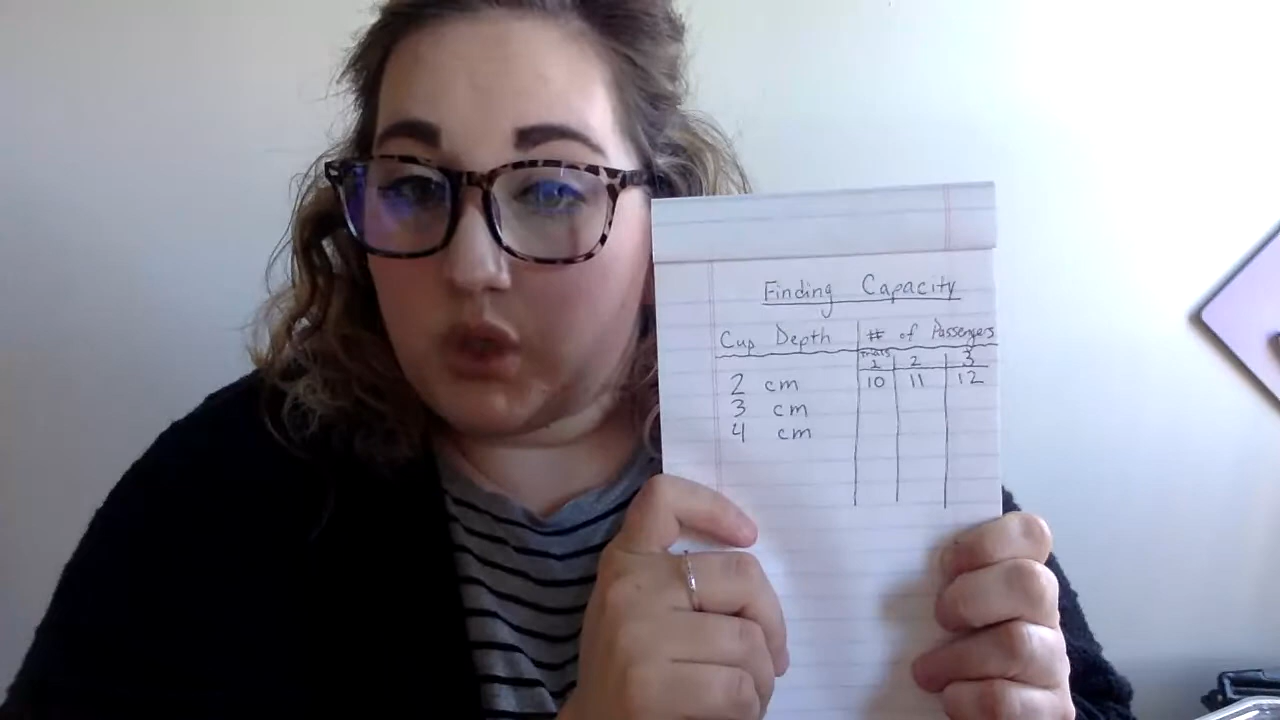 Finding Capacity
Cup Depth # of Passengers
trials
1 2 3
2 cm 10 11 12
3 cm
4 cm